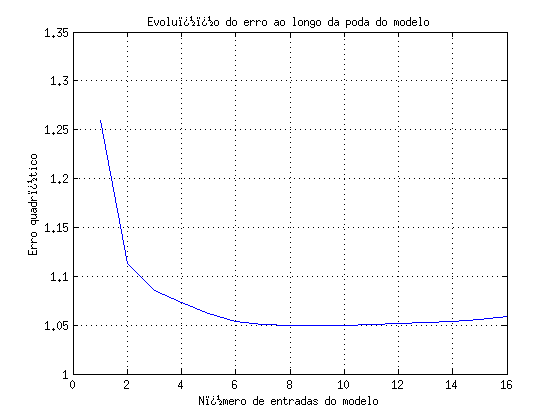 Evoluï¿½ï¿½o do erro ao longo da poda do modelo
1.35
1.3
1.25
1.2
1.15
1.1
1.05
1
Erro quadrï¿½tico
0 2 4 6 8 10 12 14 16
Nï¿½mero de entradas do modelo